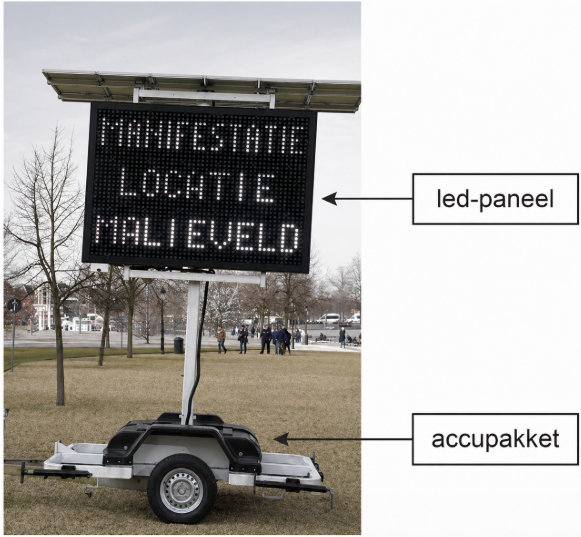 MANIFESTATIE
LOCATIE
MALIEVELD
led-paneel
accupakket